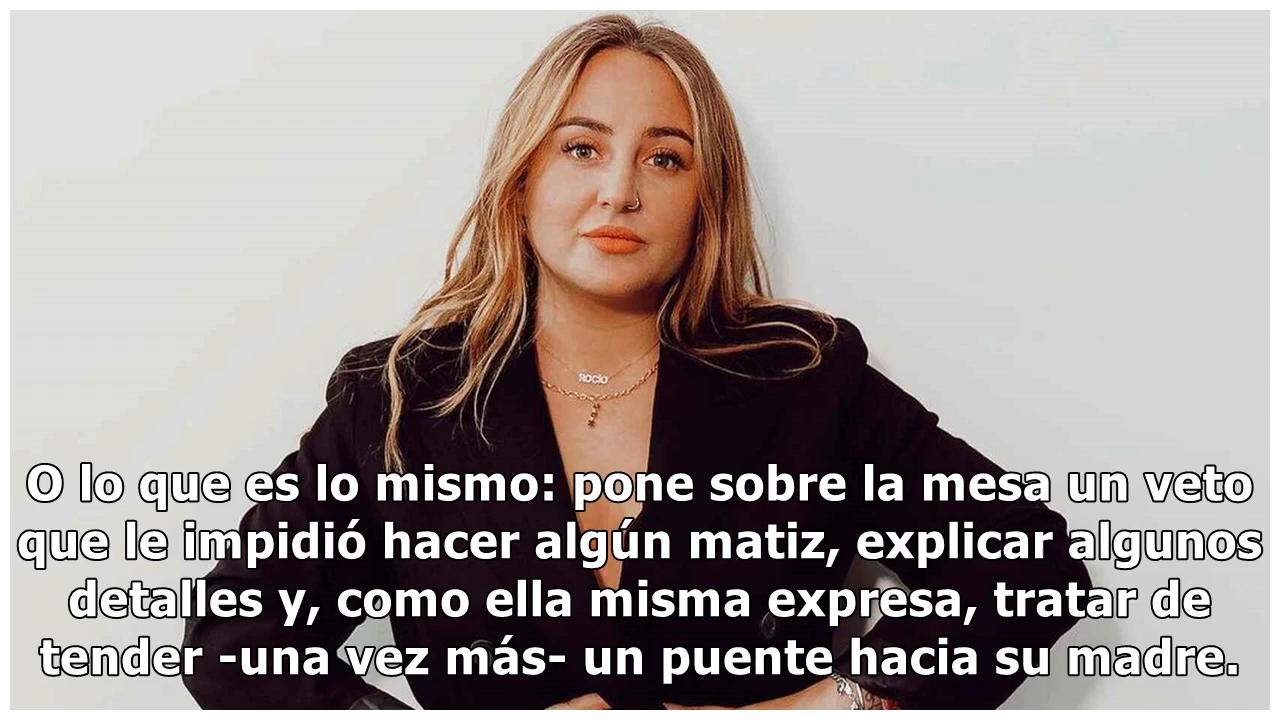 ROCÍO
O lo que es lo mismo: pone sobre la mesa un veto
que le impidió hacer algún matiz, explicar algunos
detalles y, como ella misma expresa, tratar de
tender -una vez más- un puente hacia su madre.